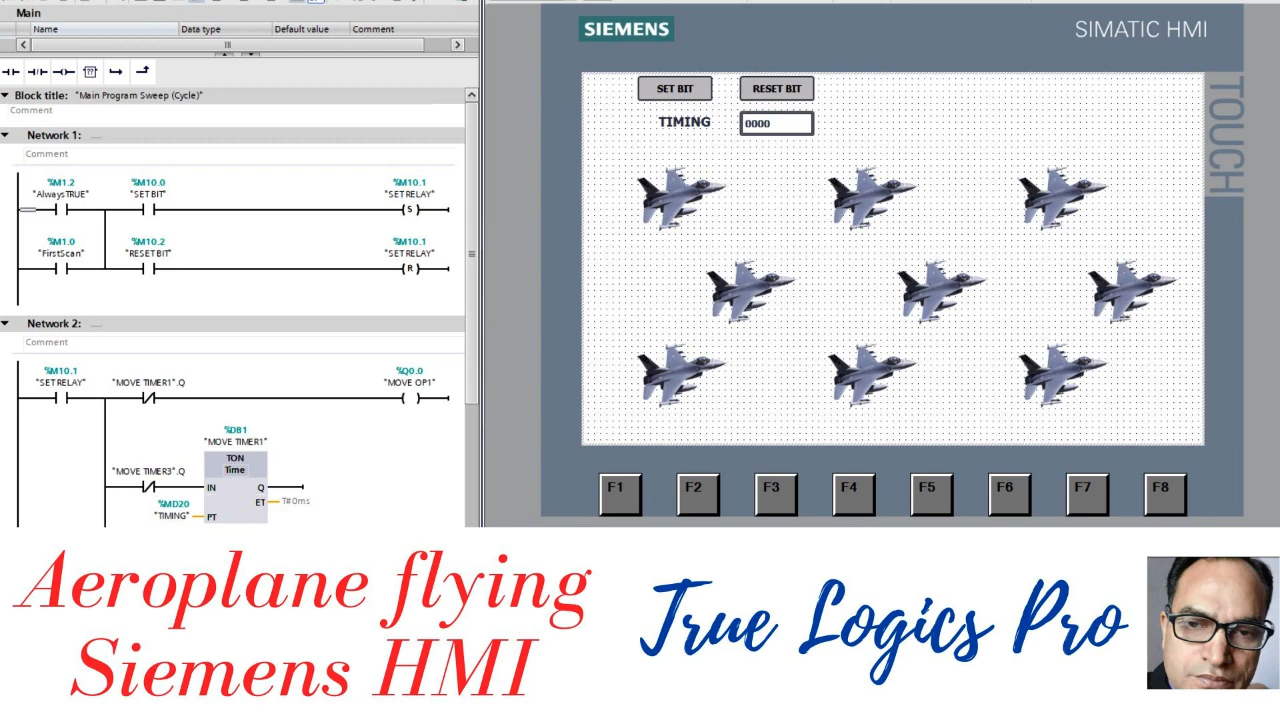 Main
Name Data type Default value Comment
Block title: "Main Program Sweep (Cycle)"
Comment
Network 1: .....
Comment
%M1.2 %M10.0 %M10.1
"AlwaysTRUE" "SET BIT" "SET RELAY"
S
%M1.0 %M10.2 %M10.1
"FirstScan" "RESET BIT" "SET RELAY"
R
Network 2: .....
Comment
%M10.1 %Q0.0
"SET RELAY" "MOVE TIMER1".Q "MOVE OP1"
%DB1
"MOVE TIMER1"
TON
Time
"MOVE TIMER3".Q
IN Q
ET T#0ms
%MD20
"TIMING" PT
SIEMENS
SIMATIC HMI
TOUCH
SET BIT RESET BIT
TIMING 0000
F1 F2 F3 F4 F5 F6 F7 F8
Aeroplane flying
Siemens HMI
True Logics Pro